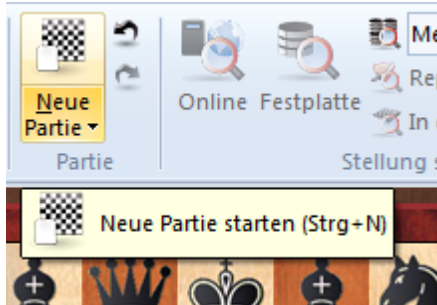 Me
Neue
Partie
Online
Festplatte
Re
In
Partie
Stellung s
Neue Partie starten (Strg+N)